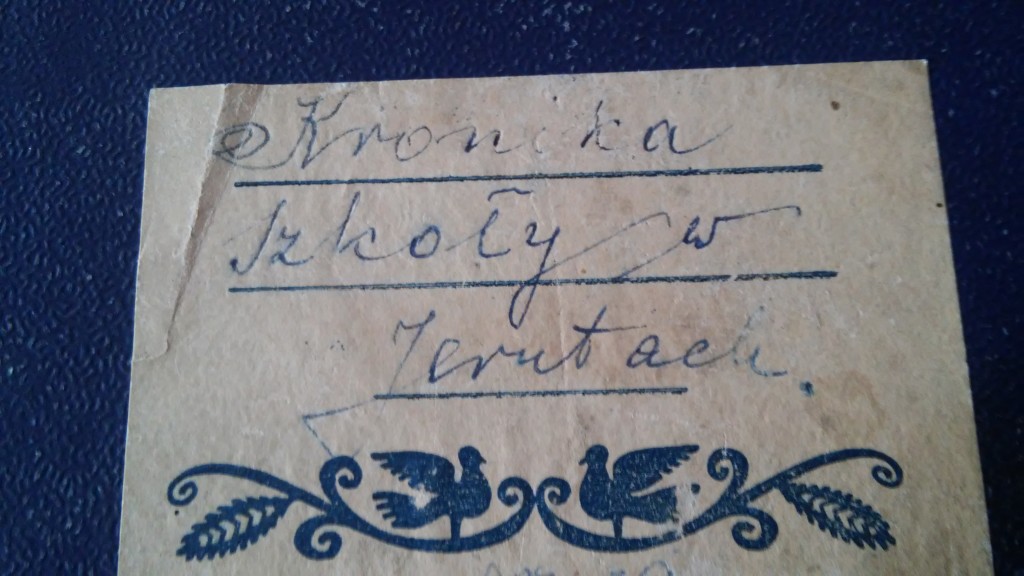 Kronika
szkoły w
Jerutach.